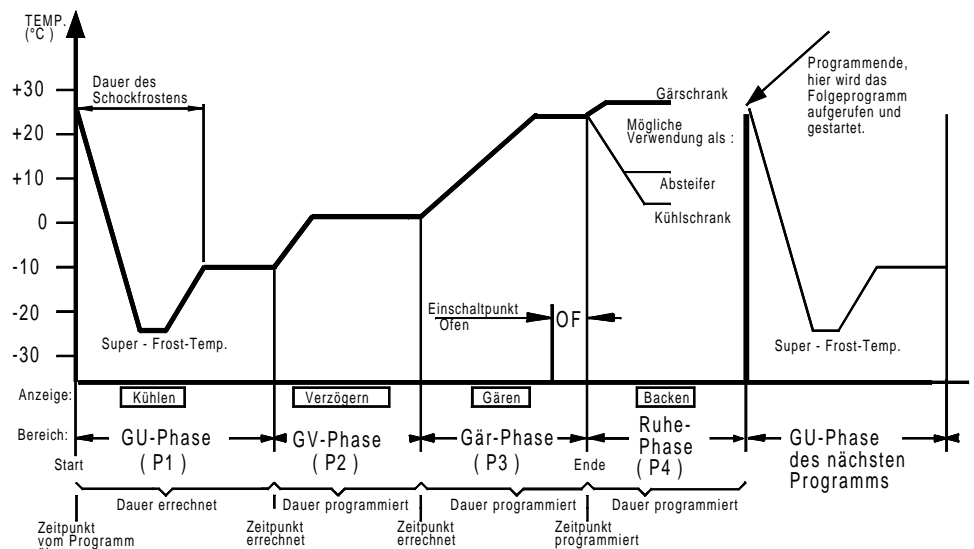 TEMP.
(°C )
+30
+20
+10
0
-10
-20
-30
Dauer des
Schockfrostens
Super - Frost-Temp.
Gärschrank
Mögliche
Verwendung als :
Absteifer
Kühlschrank
Programmende,
hier wird das
Folgeprogramm
aufgerufen und
gestartet.
Einschaltpunkt
Ofen
OF
Super - Frost-Temp.
Anzeige:
Kühlen
Verzögern
Gären
Backen
Bereich:
GU-Phase
( P1 )
GV-Phase
( P2 )
Gär-Phase
( P3 )
Ruhe-
Phase
( P4 )
GU-Phase
des nächsten
Programms
Start
Ende
Dauer errechnet
Dauer programmiert
Dauer programmiert
Dauer programmiert
Zeitpunkt
vom Programm
Zeitpunkt
errechnet
Zeitpunkt
errechnet
Zeitpunkt
programmiert